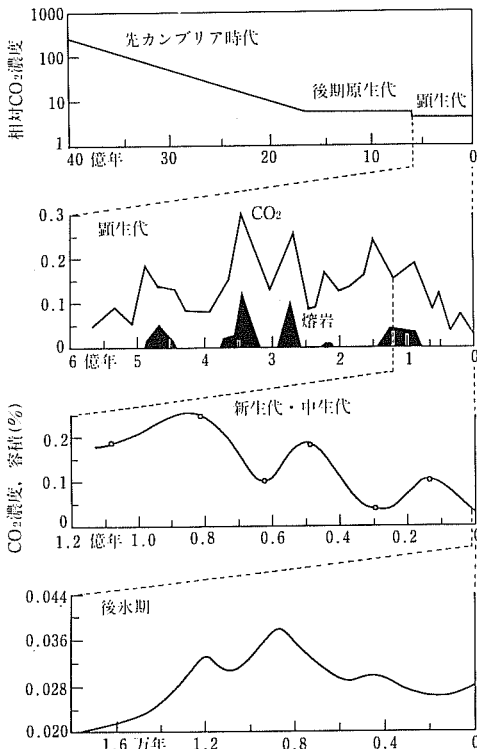 相対CO₂濃度
1000
100
10
1
先カンブリア時代
後期原生代
顕生代
40 億年 30 20 10 0
0.3
0.2
0.1
0
顕生代
CO₂
熔岩
6 億年 5 4 3 2 1 0
CO₂濃度，容積(%)
0.2
0.1
0
新生代・中生代
1.2 億年 1.0 0.8 0.6 0.4 0.2 0
0.044
0.036
0.028
0.020
後氷期
1.6 万年 1.2 0.8 0.4 0